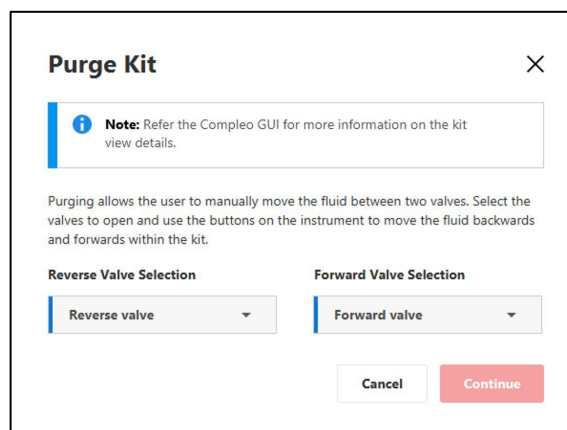 Purge Kit
Note: Refer the Compleo GUI for more information on the kit
view details.
Purging allows the user to manually move the fluid between two valves. Select the
valves to open and use the buttons on the instrument to move the fluid backwards
and forwards within the kit.
Reverse Valve Selection
Forward Valve Selection
Reverse valve
Forward valve
Cancel
Continue